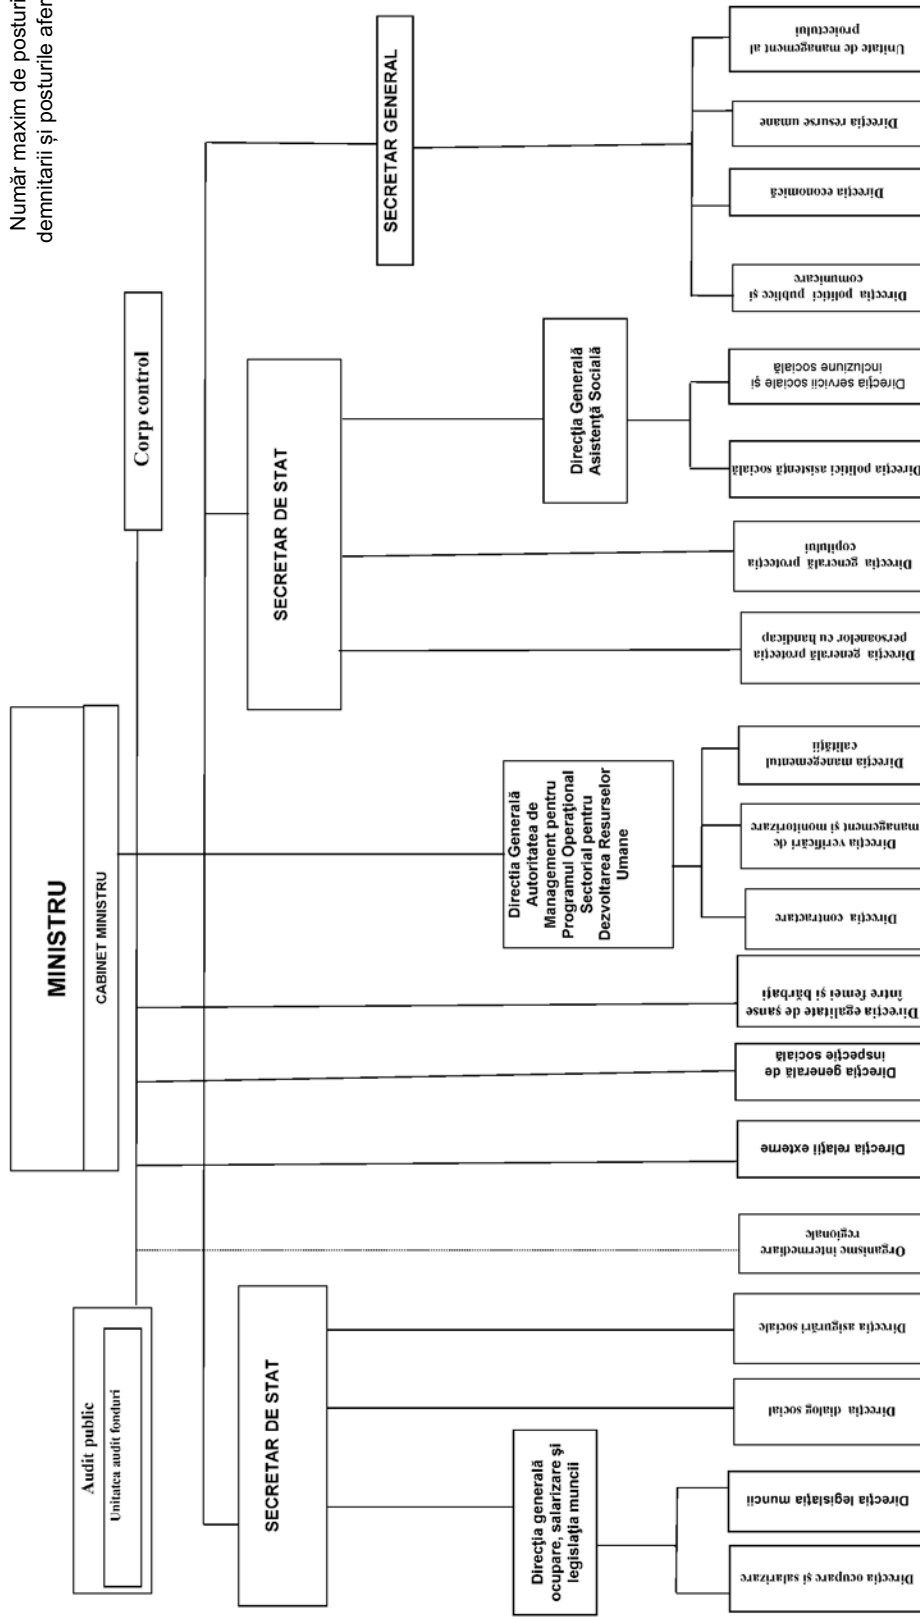 Număr maxim de posturi
demnitarii și posturile afer
MINISTRU
CABINET MINISTRU
Audit public
Unitatea audit fonduri
Corp control
SECRETAR DE STAT
SECRETAR DE STAT
SECRETAR GENERAL
Direcţia generală
ocupare, salarizare şi
legislaţia muncii
Directia Generală
Autoritatea de
Management pentru
Programul Operaţional
Sectorial pentru
Dezvoltarea Resurselor
Umane
Direcţia Generală
Asistenţă Socială
Direcția ocupare și salarizare
Direcția legislația muncii
Direcția dialog social
Direcția asigurări sociale
Organisme intermediare
regionale
Direcția relații externe
Direcția generală de
inspecție socială
Direcția egalitate de șanse
între femei și bărbați
Direcția contractare
Direcția verificări de
management și monitorizare
Direcția managementul
calității
Direcția generală protecția
persoanelor cu handicap
Direcția generală protecția
copilului
Direcția politici asistență socială
Direcția servicii sociale și
incluziune socială
Direcția politici publice și
comunicare
Direcția economică
Direcția resurse umane
Unitate de management al
proiectului